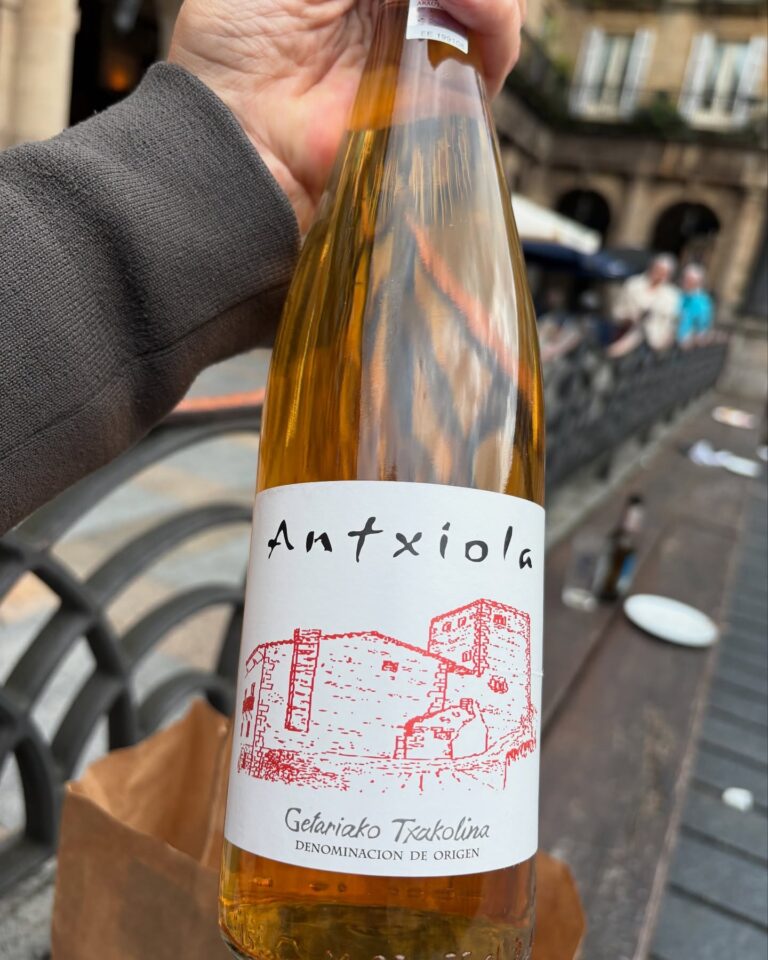 Antxiola
Getariako Txakolina
DENOMINACION DE ORIGEN